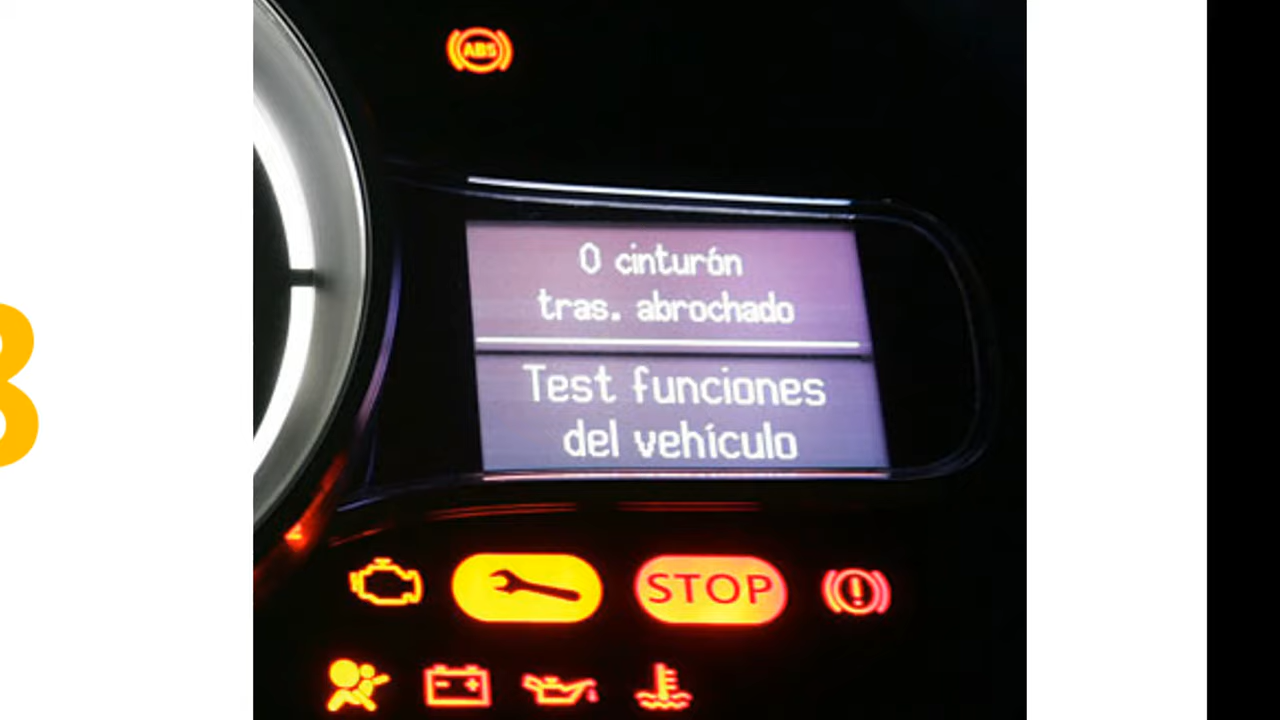 ABS
0 cinturón
tras. abrochado
Test funciones
del vehículo
STOP